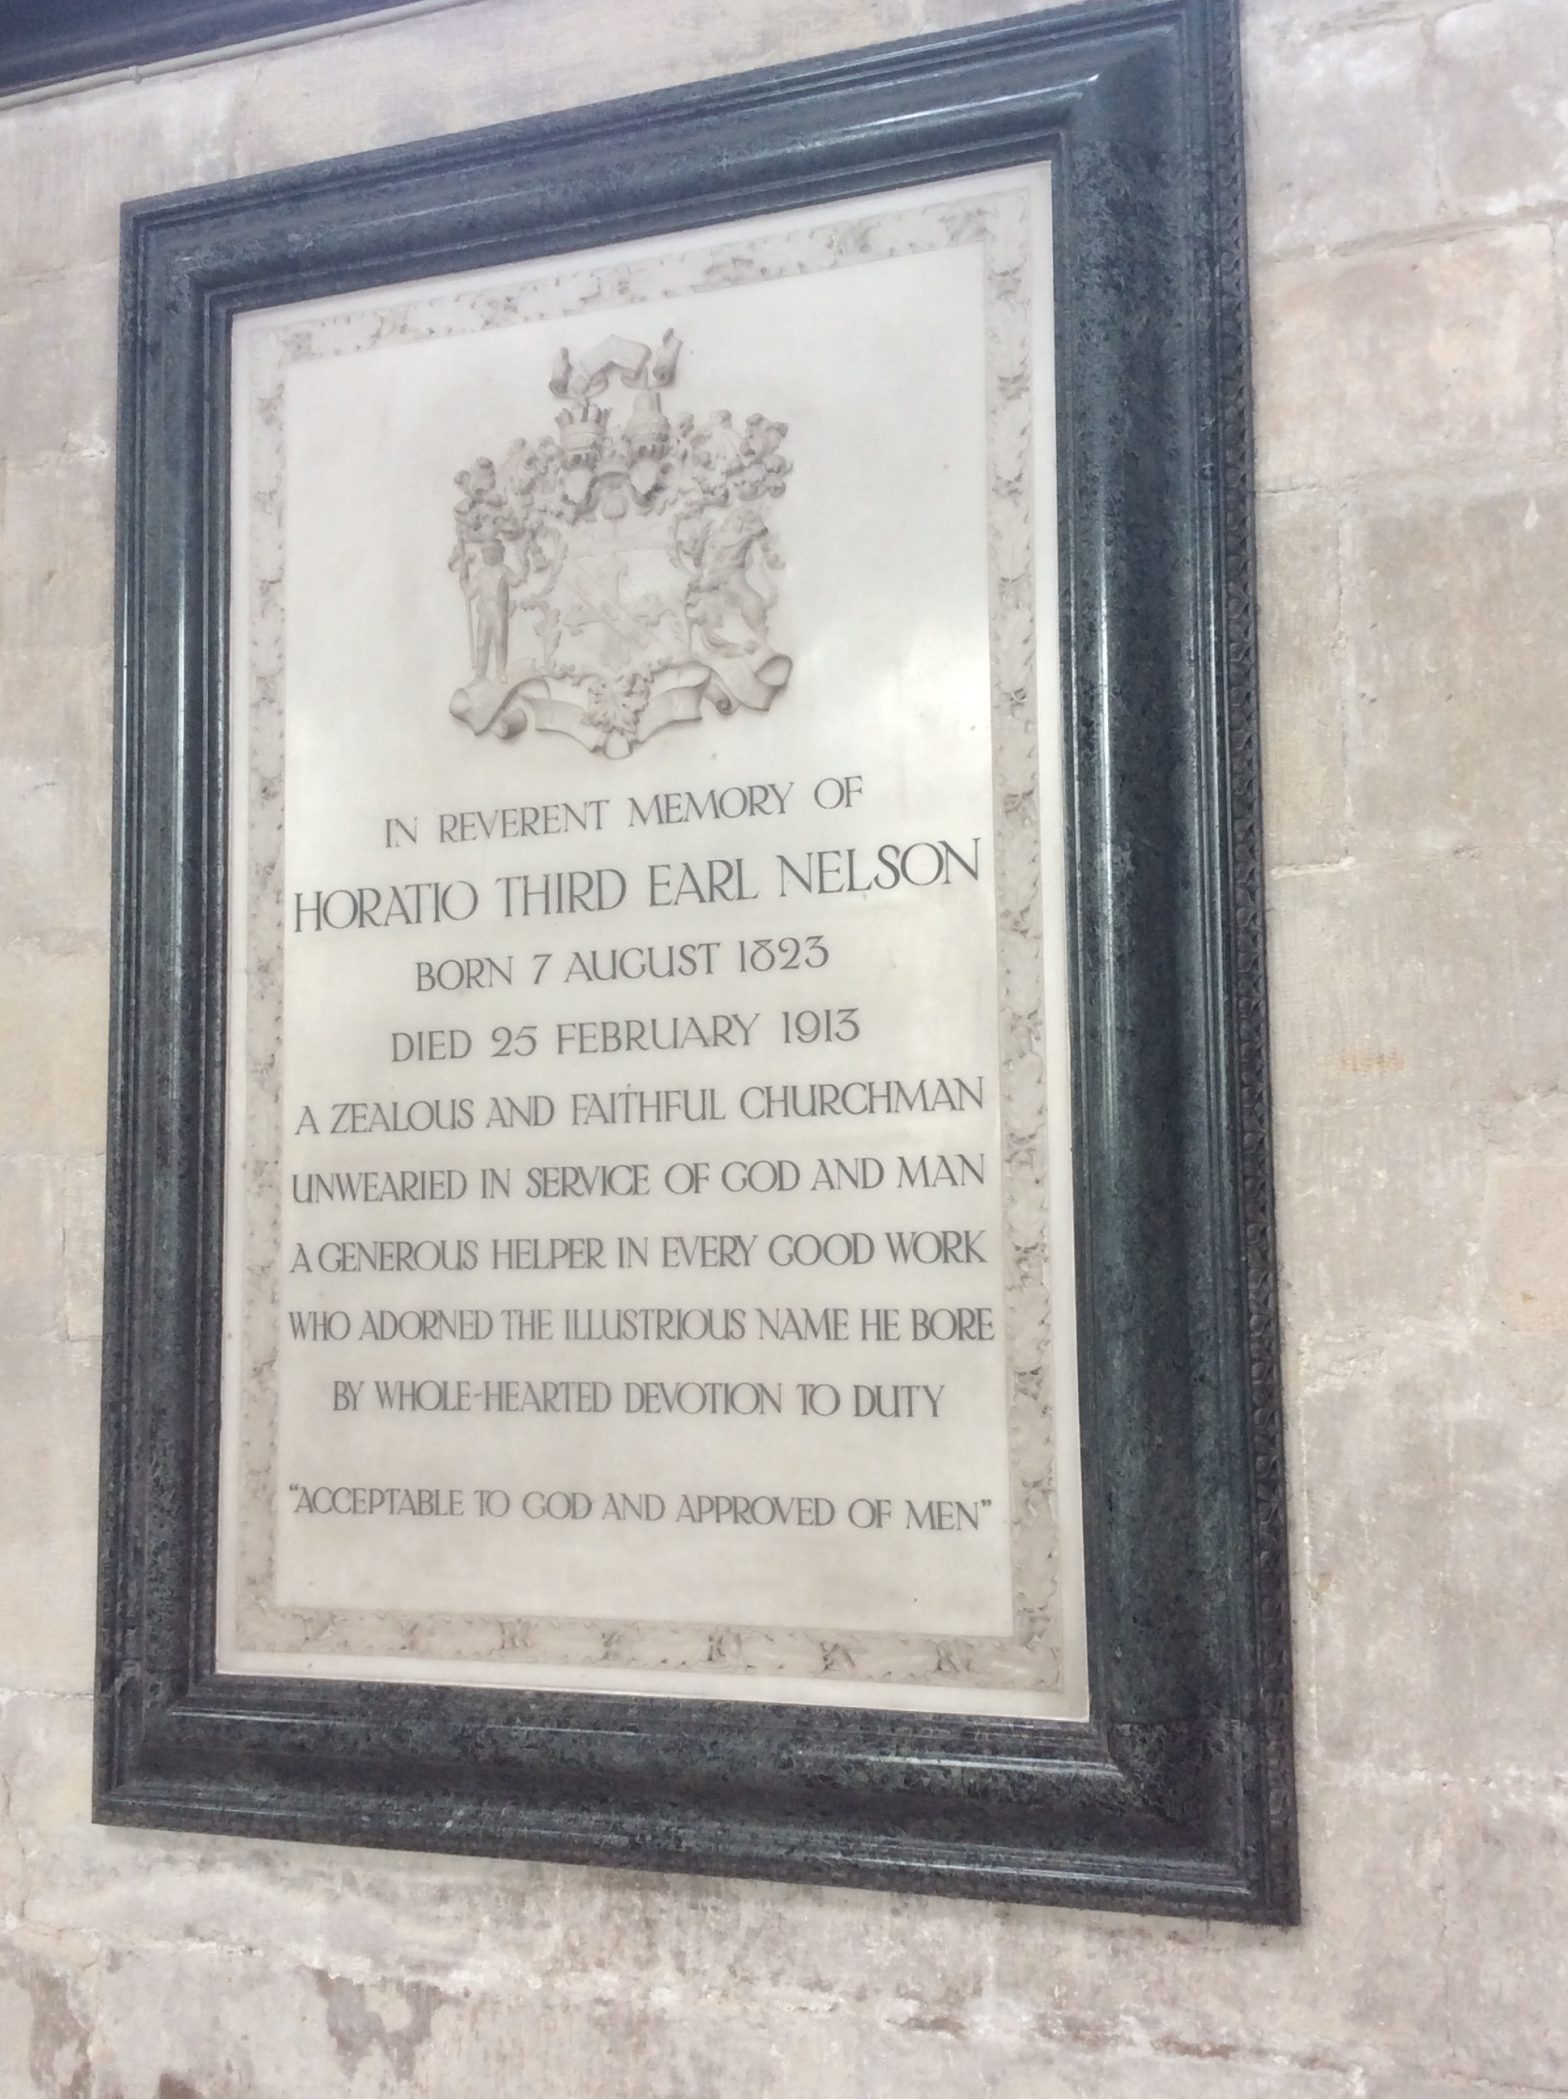 IN REVERENT MEMORY OF
HORATIO THIRD EARL NELSON
BORN 7 AUGUST 1823
DIED 25 FEBRUARY 1913
A ZEALOUS AND FAITHFUL CHURCHMAN
UNWEARIED IN SERVICE OF GOD AND MAN
A GENEROUS HELPER IN EVERY GOOD WORK
WHO ADORNED THE ILLUSTRIOUS NAME HE BORE
BY WHOLE-HEARTED DEVOTION TO DUTY
"ACCEPTABLE TO GOD AND APPROVED OF MEN"